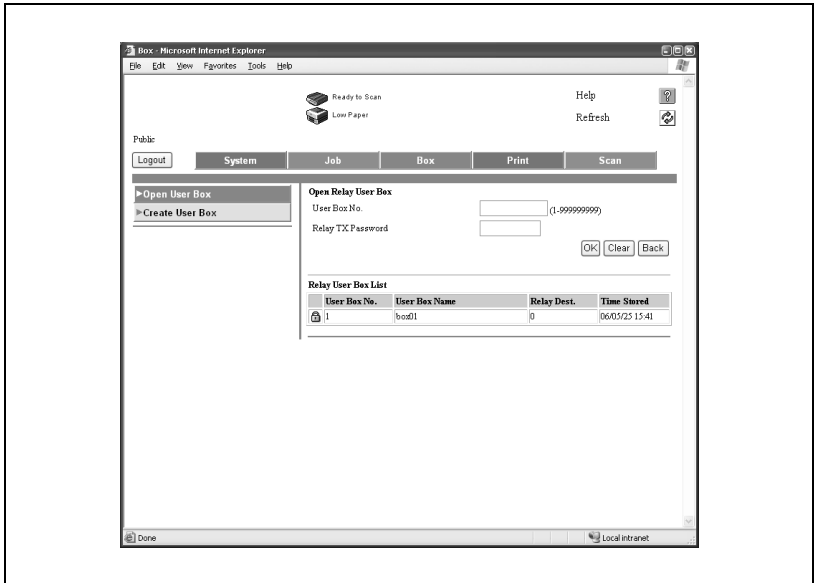 Box - Microsoft Internet Explorer
File Edit View Favorites Tools Help
Ready to Scan
Low Paper
Help
?
Refresh
Public
Logout
System Job Box Print Scan
Open User Box
Create User Box
Open Relay User Box
User Box No. (1-999999999)
Relay TX Password
OK Clear Back
Relay User Box List
User Box No. User Box Name Relay Dest. Time Stored
1 box01 0 06/05/25 15:41
Done Local intranet